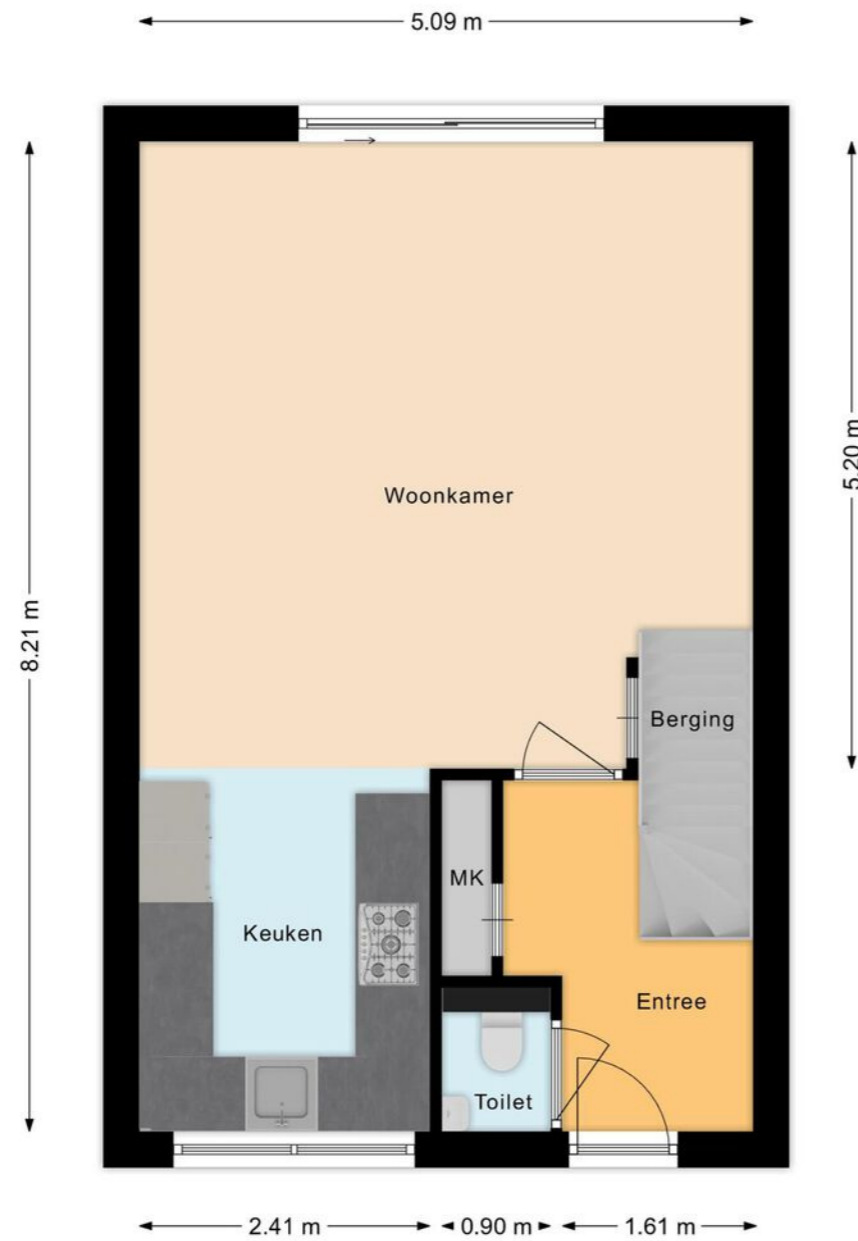 5.09 m
5.20 m
Woonkamer
8.21 m
Berging
MK
Keuken
Entree
Toilet
2.41 m
0.90 m
1.61 m